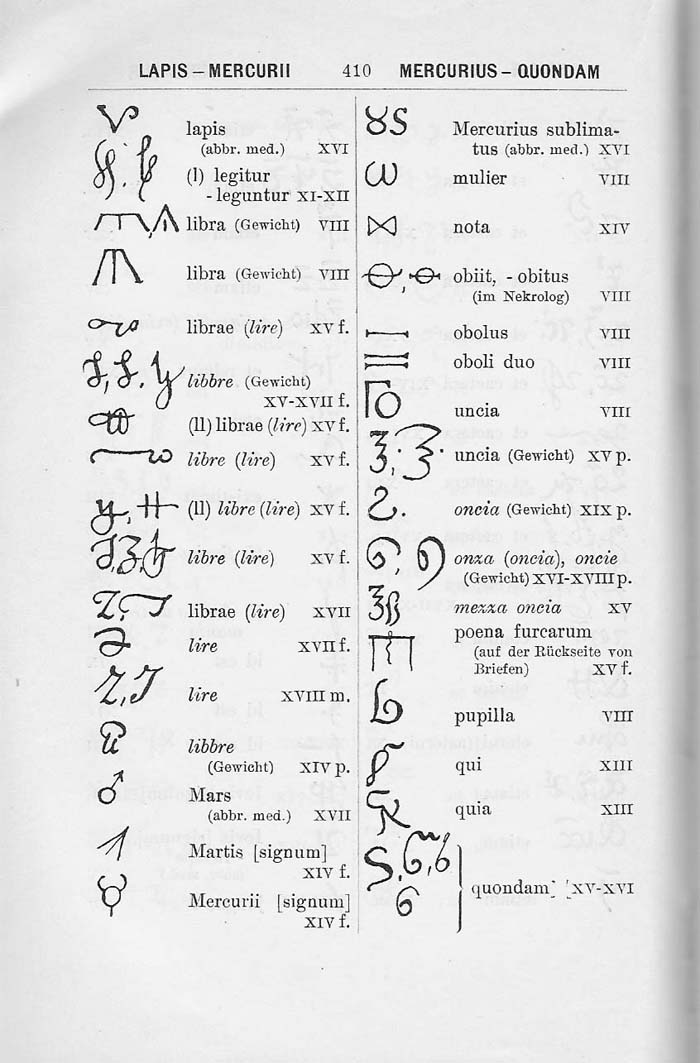 LAPIS – MERCURII 410 MERCURIUS – QUONDAM
lapis
(abbr. med.) XVI
(l) legitur
- leguntur XI-XII
libra (Gewicht) VIII
libra (Gewicht) VIII
librae (lire) XV f.
libbre (Gewicht)
XV-XVII f.
(ll) librae (lire) XV f.
libre (lire) XV f.
(ll) libre (lire) XV f.
libre (lire) XV f.
librae (lire) XVII
lire XVII f.
lire XVIII m.
libbre
(Gewicht) XIV p.
Mars
(abbr. med.) XVII
Martis [signum]
XIV f.
Mercurii [signum]
XIV f.
Mercurius sublima-
tus (abbr. med.) XVI
mulier VIII
nota XIV
obiit, - obitus
(im Nekrolog) VIII
obolus VIII
oboli duo VIII
uncia VIII
uncia (Gewicht) XV p.
oncia (Gewicht) XIX p.
onza (oncia), oncie
(Gewicht) XVI-XVIII p.
mezza oncia XV
poena furcarum
(auf der Rückseite von
Briefen) XV f.
pupilla VIII
qui XIII
quia XIII
quondam XV-XVI